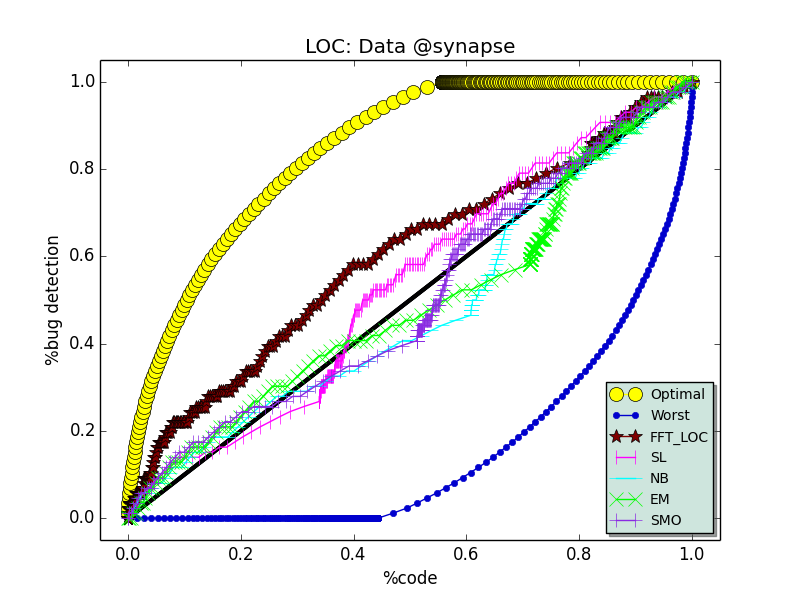 LOC: Data @synapse
1.0
0.8
0.6
0.4
0.2
0.0
%bug detection
0.0 0.2 0.4 0.6 0.8 1.0
%code
Optimal
Worst
FFT_LOC
SL
NB
EM
SMO